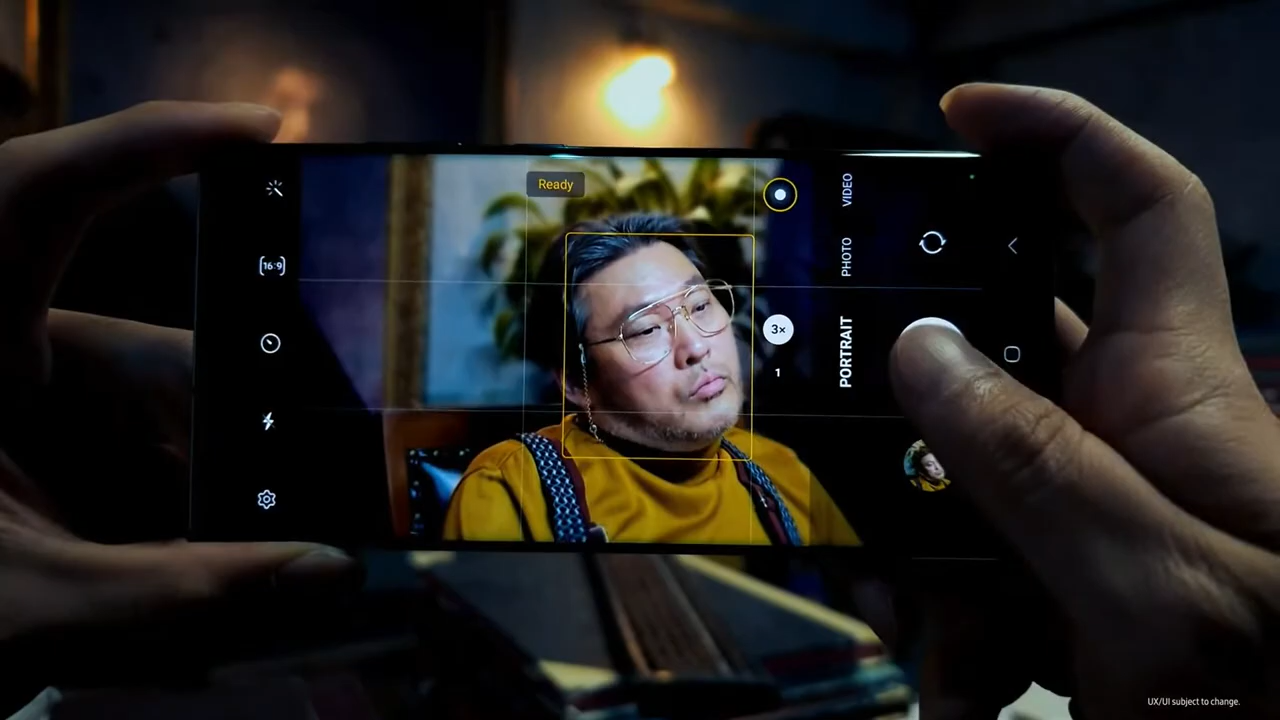 Ready
16:9
3×
1
VIDEO
PHOTO
PORTRAIT
UX/UI subject to change.